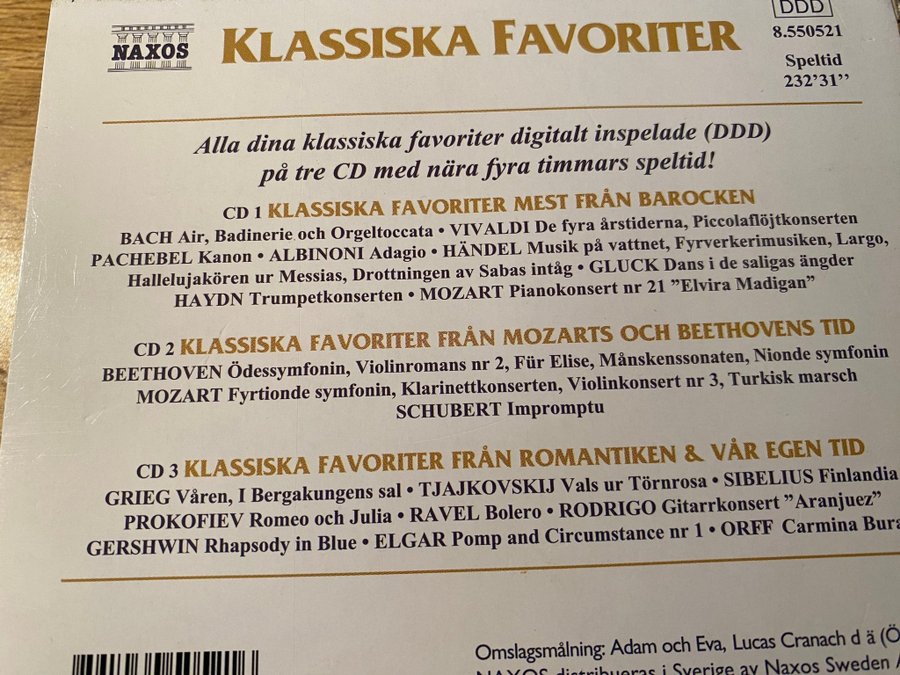 NAXOS
KLASSISKA FAVORITER
DDD
8.550521
Speltid
232'31”
Alla dina klassiska favoriter digitalt inspelade (DDD)
på tre CD med nära fyra timmars speltid!
CD 1 KLASSISKA FAVORITER MEST FRÅN BAROCKEN
BACH Air, Badinerie och Orgeltoccata • VIVALDI De fyra årstiderna, Piccolaflöjtkonserten
PACHEBEL Kanon • ALBINONI Adagio • HÄNDEL Musik på vattnet, Fyrverkerimusiken, Largo,
Hallelujakören ur Messias, Drottningen av Sabas intåg • GLUCK Dans i de saligas ängder
HAYDN Trumpetkonserten • MOZART Pianokonsert nr 21 ”Elvira Madigan”
CD 2 KLASSISKA FAVORITER FRÅN MOZARTS OCH BEETHOVENS TID
BEETHOVEN Ödessymfonin, Violinromans nr 2, Für Elise, Månskenssonaten, Nionde symfonin
MOZART Fyrtionde symfonin, Klarinettkonserten, Violinkonsert nr 3, Turkisk marsch
SCHUBERT Impromptu
CD 3 KLASSISKA FAVORITER FRÅN ROMANTIKEN & VÅR EGEN TID
GRIEG Våren, I Bergakungens sal • TJAJKOVSKIJ Vals ur Törnrosa • SIBELIUS Finlandia
PROKOFIEV Romeo och Julia • RAVEL Bolero • RODRIGO Gitarrkonsert ”Aranjuez”
GERSHWIN Rhapsody in Blue • ELGAR Pomp and Circumstance nr 1 • ORFF Carmina Bura
Omslagsmålning: Adam och Eva, Lucas Cranach d ä (Ö
NAXOS distribueras i Sverige av Naxos Sweden